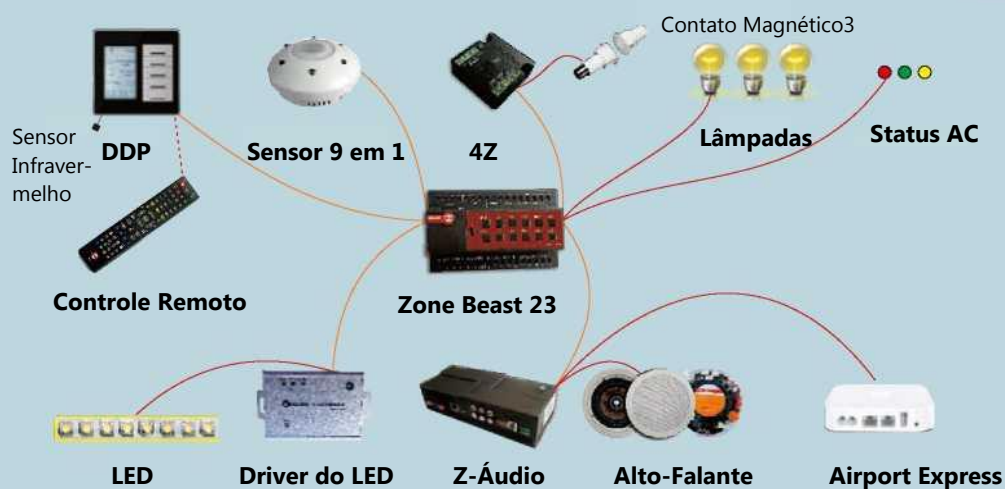 Contato Magnético3
Sensor
Infraver-
melho
DDP
Sensor 9 em 1
4Z
Lâmpadas
Status AC
Controle Remoto
Zone Beast 23
LED
Driver do LED
Z-Áudio
Alto-Falante
Airport Express